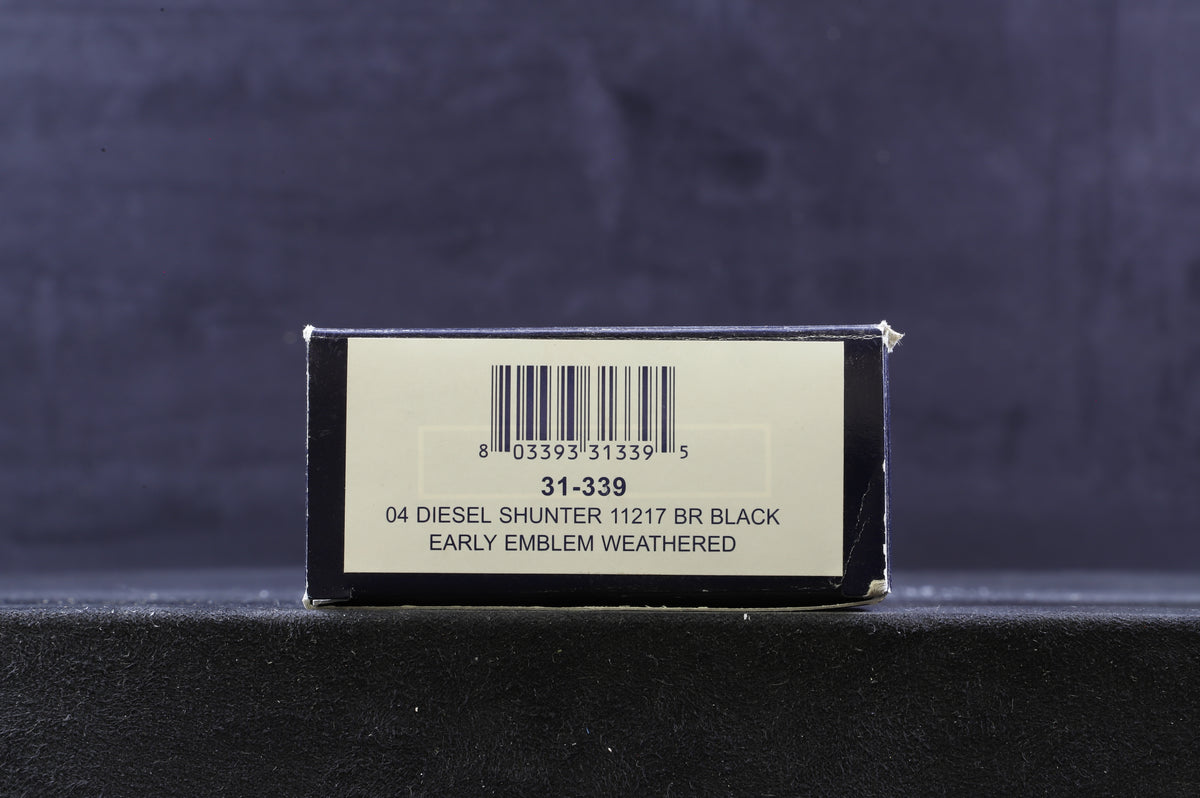 8 03393 31339 5
31-339
04 DIESEL SHUNTER 11217 BR BLACK
EARLY EMBLEM WEATHERED